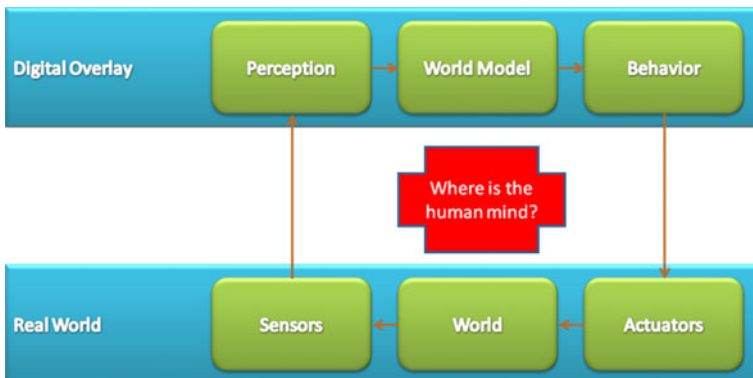 Digital Overlay
Perception
World Model
Behavior
Where is the
human mind?
Real World
Sensors
World
Actuators